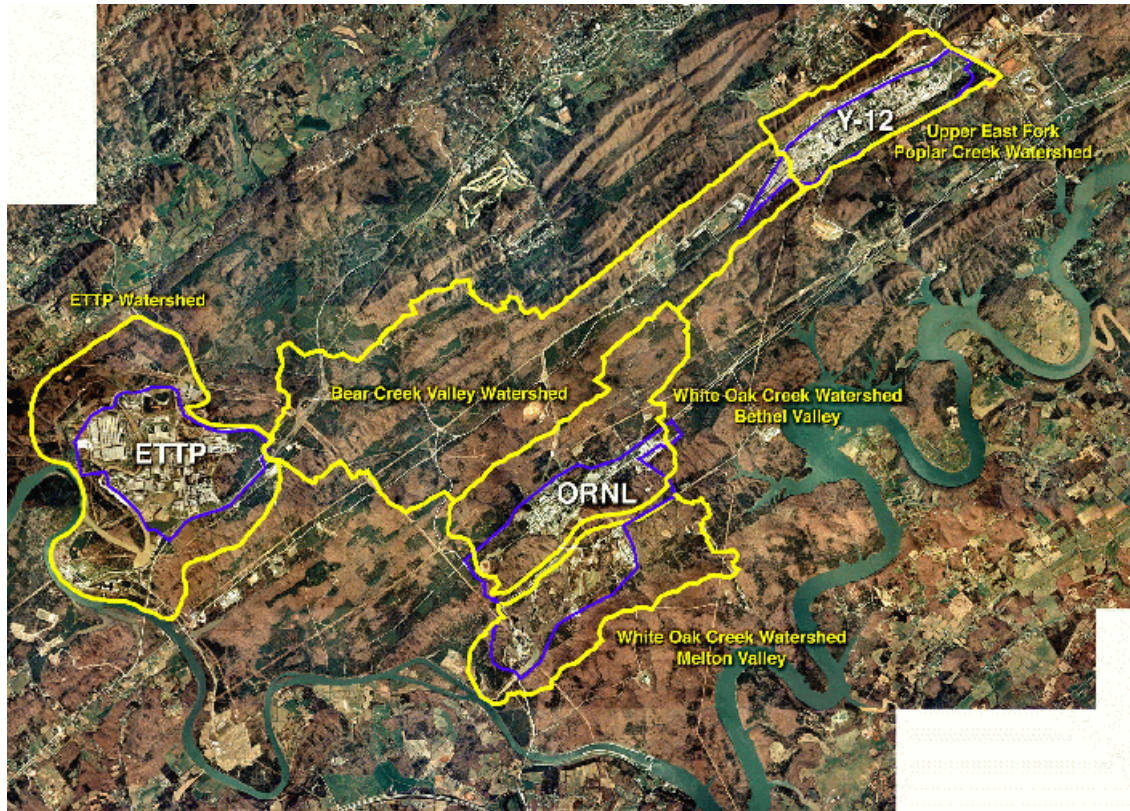 Y-12
Upper East Fork
Poplar Creek Watershed
ETTP Watershed
Bear Creek Valley Watershed
White Oak Creek Watershed
Bethel Valley
ETTP
ORNL
White Oak Creek Watershed
Melton Valley